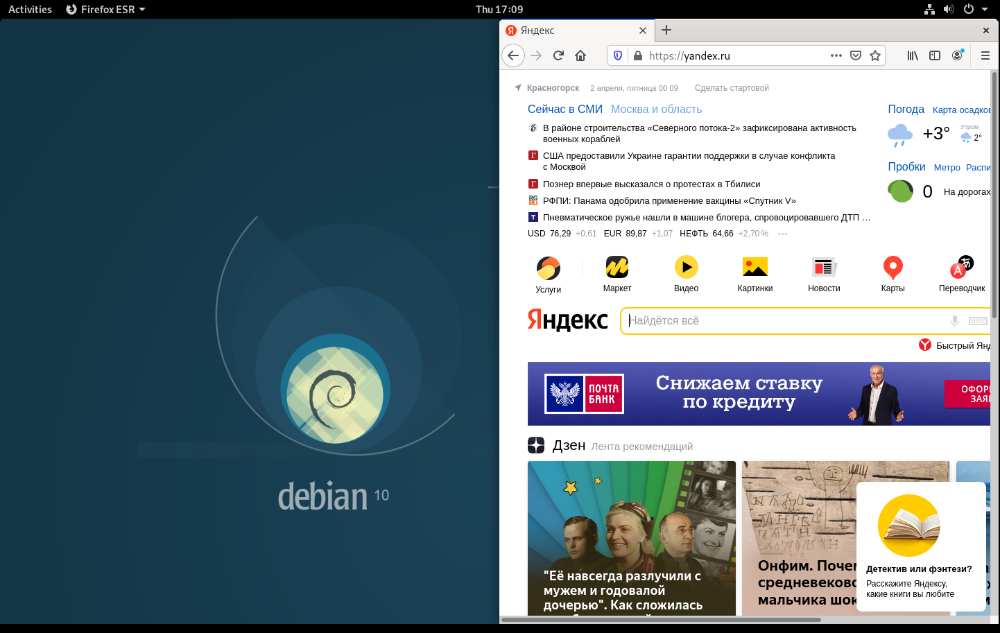 Activities
Firefox ESR
Thu 17:09
Яндекс
https://yandex.ru
Красногорск
2 апреля, пятница 00 09
Сделать стартовой
Сейчас в СМИ
Москва и область
В районе строительства «Северного потока-2» зафиксирована активность
военных кораблей
США предоставили Украине гарантии поддержки в случае конфликта
с Москвой
Познер впервые высказался о протестах в Тбилиси
РФПИ: Панама одобрила применение вакцины «Спутник V»
Пневматическое ружье нашли в машине блогера, спровоцировавшего ДТП …
USD 76,29 +0,61 EUR 89,87 +1,07 НЕФТЬ 64,66 +2,70 %
Погода
Карта осадков
+3°
Утром
2°
Пробки
Метро
Распи
0
На дорогах
Услуги
Маркет
Видео
Картинки
Новости
Карты
Переводчик
Яндекс
Найдётся всё
Быстрый Янд
ПОЧТА
БАНК
Снижаем ставку
по кредиту
ОФОР
ЗАЯ
Дзен
Лента рекомендаций
"Её навсегда разлучили с
мужем и годовалой
дочерью". Как сложилась
Онфим. Почем
средневеково
мальчика шок
Детектив или фэнтези?
Расскажите Яндексу,
какие книги вы любите
debian 10